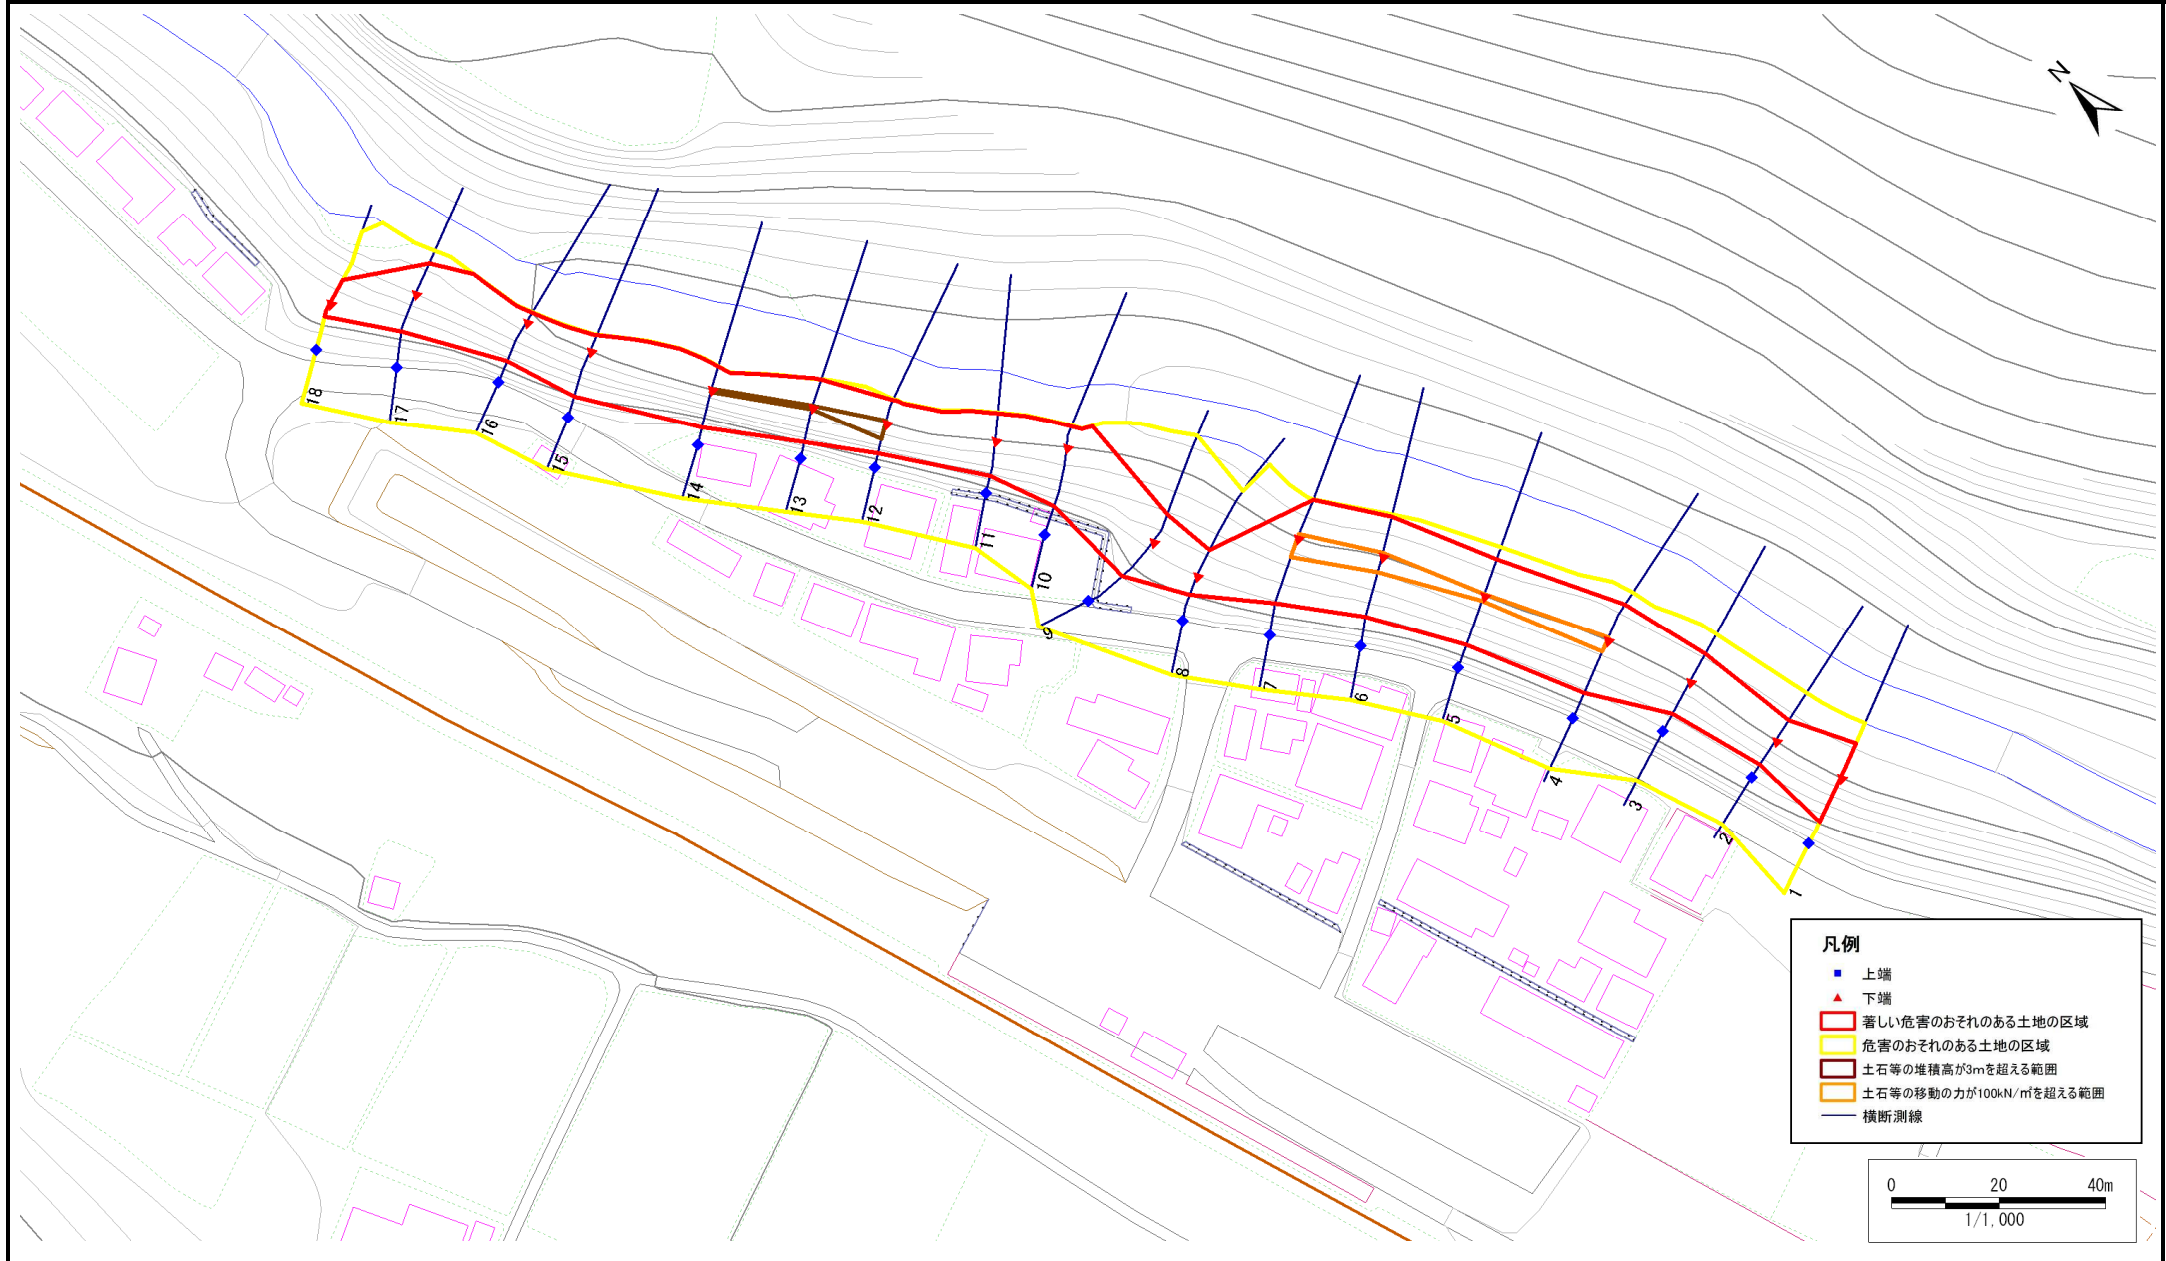 N
18
17
16
15
14
13
12
11
10
9
8
7
6
5
4
3
2
1
凡例
上端
下端
著しい危害のおそれのある土地の区域
危害のおそれのある土地の区域
土石等の堆積高が3mを超える範囲
土石等の移動の力が100kN/㎡を超える範囲
横断測線
0 20 40m
1/1,000